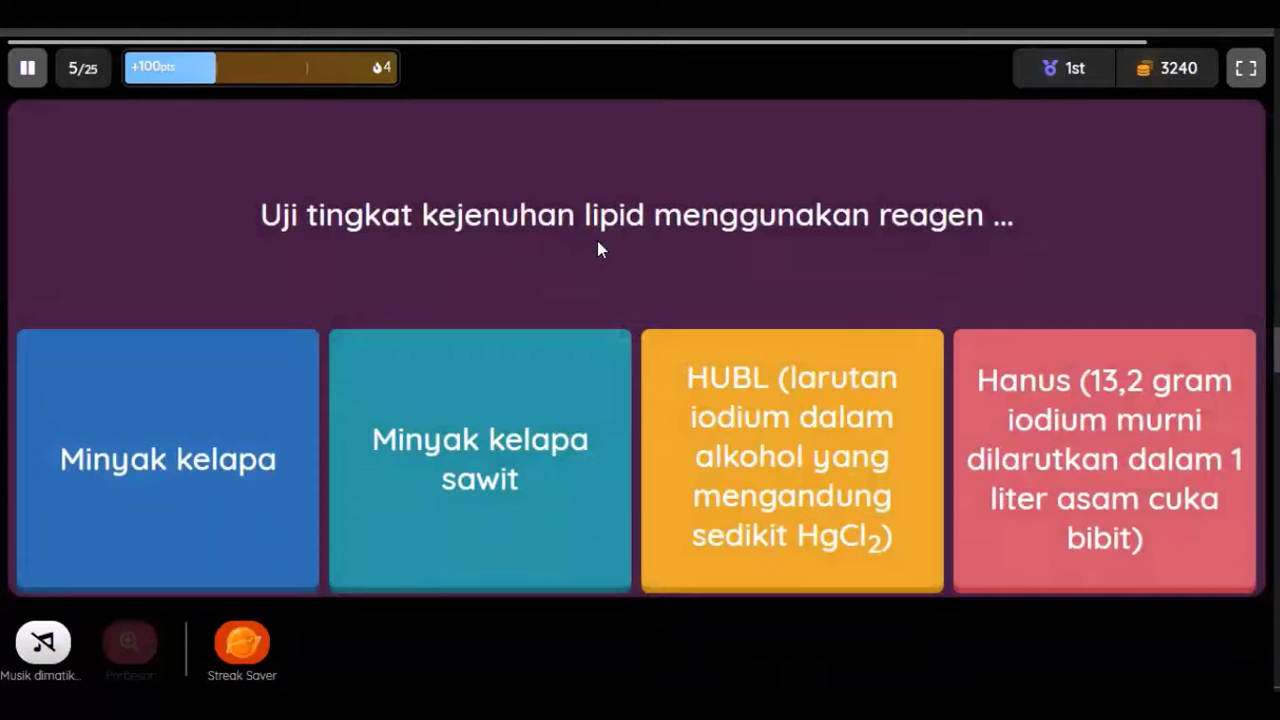 5/25
+100pts
4
1st
3240
Uji tingkat kejenuhan lipid menggunakan reagen ...
Minyak kelapa
Minyak kelapa
sawit
HUBL (larutan
iodium dalam
alkohol yang
mengandung
sedikit HgCl₂)
Hanus (13,2 gram
iodium murni
dilarutkan dalam 1
liter asam cuka
bibit)
Musik dimatik...
Perbesar
Streak Saver